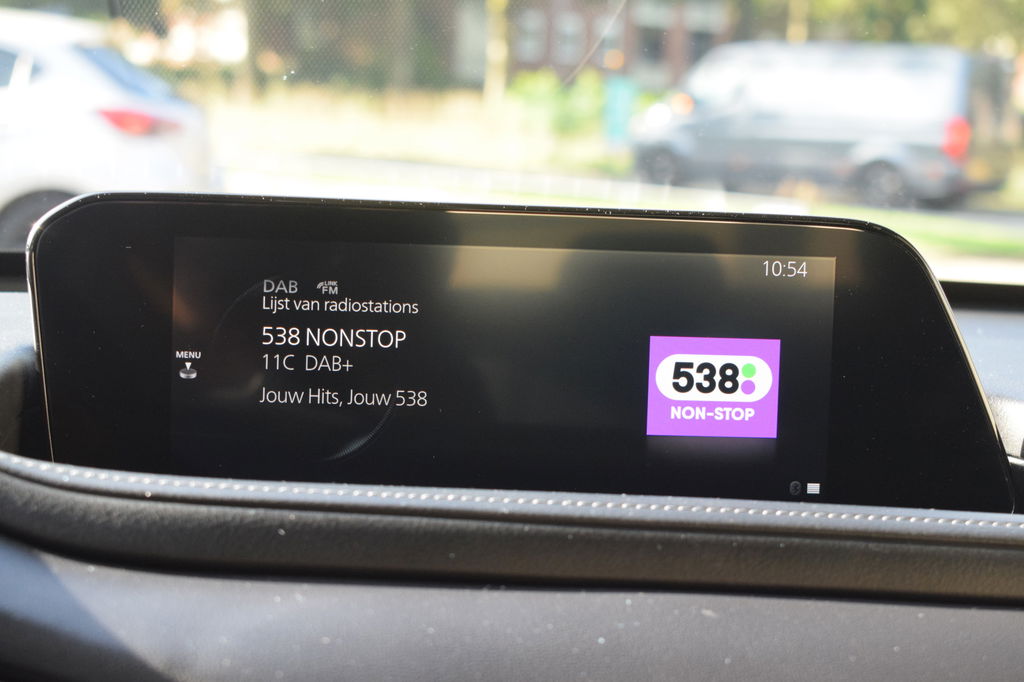 10:54
DAB LINK FM
Lijst van radiostations
538 NONSTOP
MENU
11C DAB+
Jouw Hits, Jouw 538
538
NON-STOP